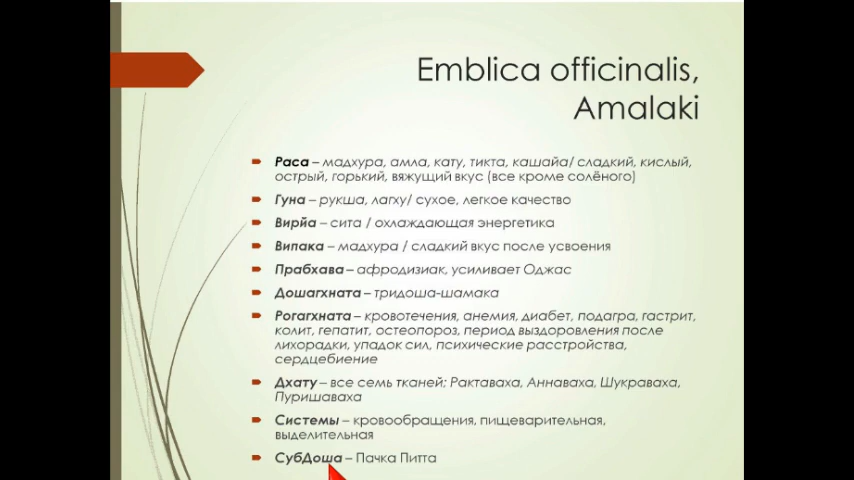 Emblica officinalis,
Amalaki
Раса – мадхура, амла, кату, тикта, кашайа/ сладкий, кислый,
острый, горький, вяжущий вкус (все кроме солёного)
Гуна – рукша, лагху/ сухое, легкое качество
Вирйа – сита / охлаждающая энергетика
Випака – мадхура / сладкий вкус после усвоения
Прабхава – афродизиак, усиливает Оджас
Дошагхната – тридоша-шамака
Рогагхната – кровотечения, анемия, диабет, подагра, гастрит,
колит, гепатит, остеопороз, период выздоровления после
лихорадки, упадок сил, психические расстройства,
сердцебиение
Дхату – все семь тканей: Рактаваха, Аннаваха, Шукраваха,
Пуришаваха
Системы – кровообращения, пищеварительная,
выделительная
СубДоша – Пачка Питта